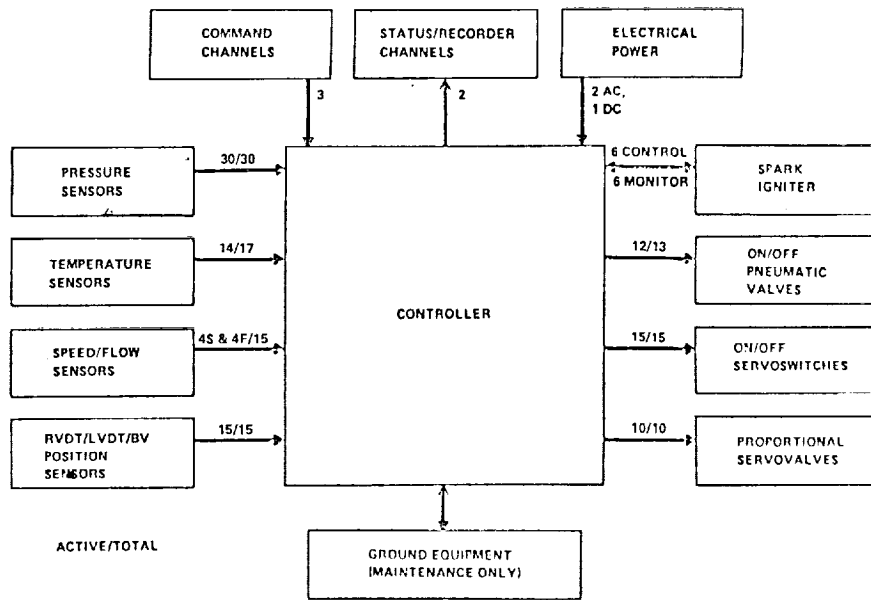 COMMAND
CHANNELS
STATUS/RECORDER
CHANNELS
ELECTRICAL
POWER
3
2
2 AC,
1 DC
PRESSURE
SENSORS
30/30
TEMPERATURE
SENSORS
14/17
SPEED/FLOW
SENSORS
4S & 4F/15
RVDT/LVDT/BV
POSITION
SENSORS
15/15
CONTROLLER
6 CONTROL
6 MONITOR
SPARK
IGNITER
12/13
ON/OFF
PNEUMATIC
VALVES
15/15
ON/OFF
SERVOSWITCHES
10/10
PROPORTIONAL
SERVOVALVES
ACTIVE/TOTAL
GROUND EQUIPMENT
(MAINTENANCE ONLY)